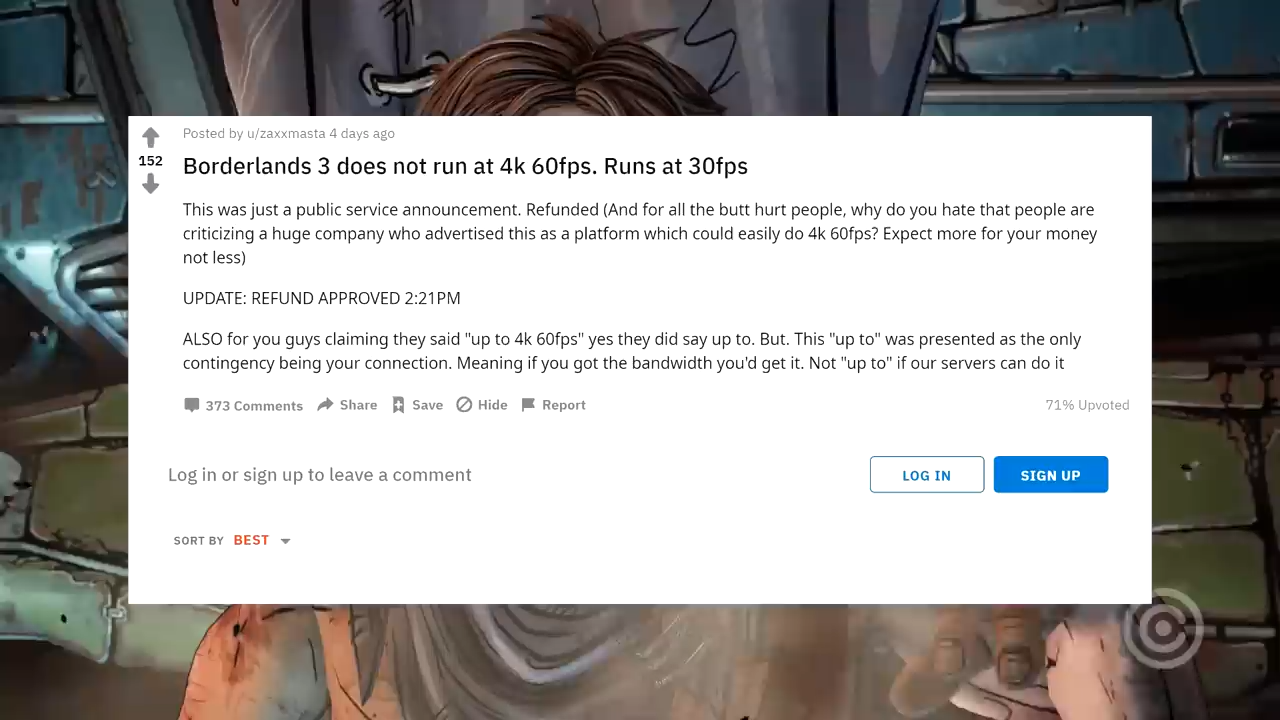 Posted by u/zaxxmasta 4 days ago
152
Borderlands 3 does not run at 4k 60fps. Runs at 30fps
This was just a public service announcement. Refunded (And for all the butt hurt people, why do you hate that people are
criticizing a huge company who advertised this as a platform which could easily do 4k 60fps? Expect more for your money
not less)
UPDATE: REFUND APPROVED 2:21PM
ALSO for you guys claiming they said "up to 4k 60fps" yes they did say up to. But. This "up to" was presented as the only
contingency being your connection. Meaning if you got the bandwidth you'd get it. Not "up to" if our servers can do it
373 Comments Share Save Hide Report 71% Upvoted
Log in or sign up to leave a comment LOG IN SIGN UP
SORT BY BEST